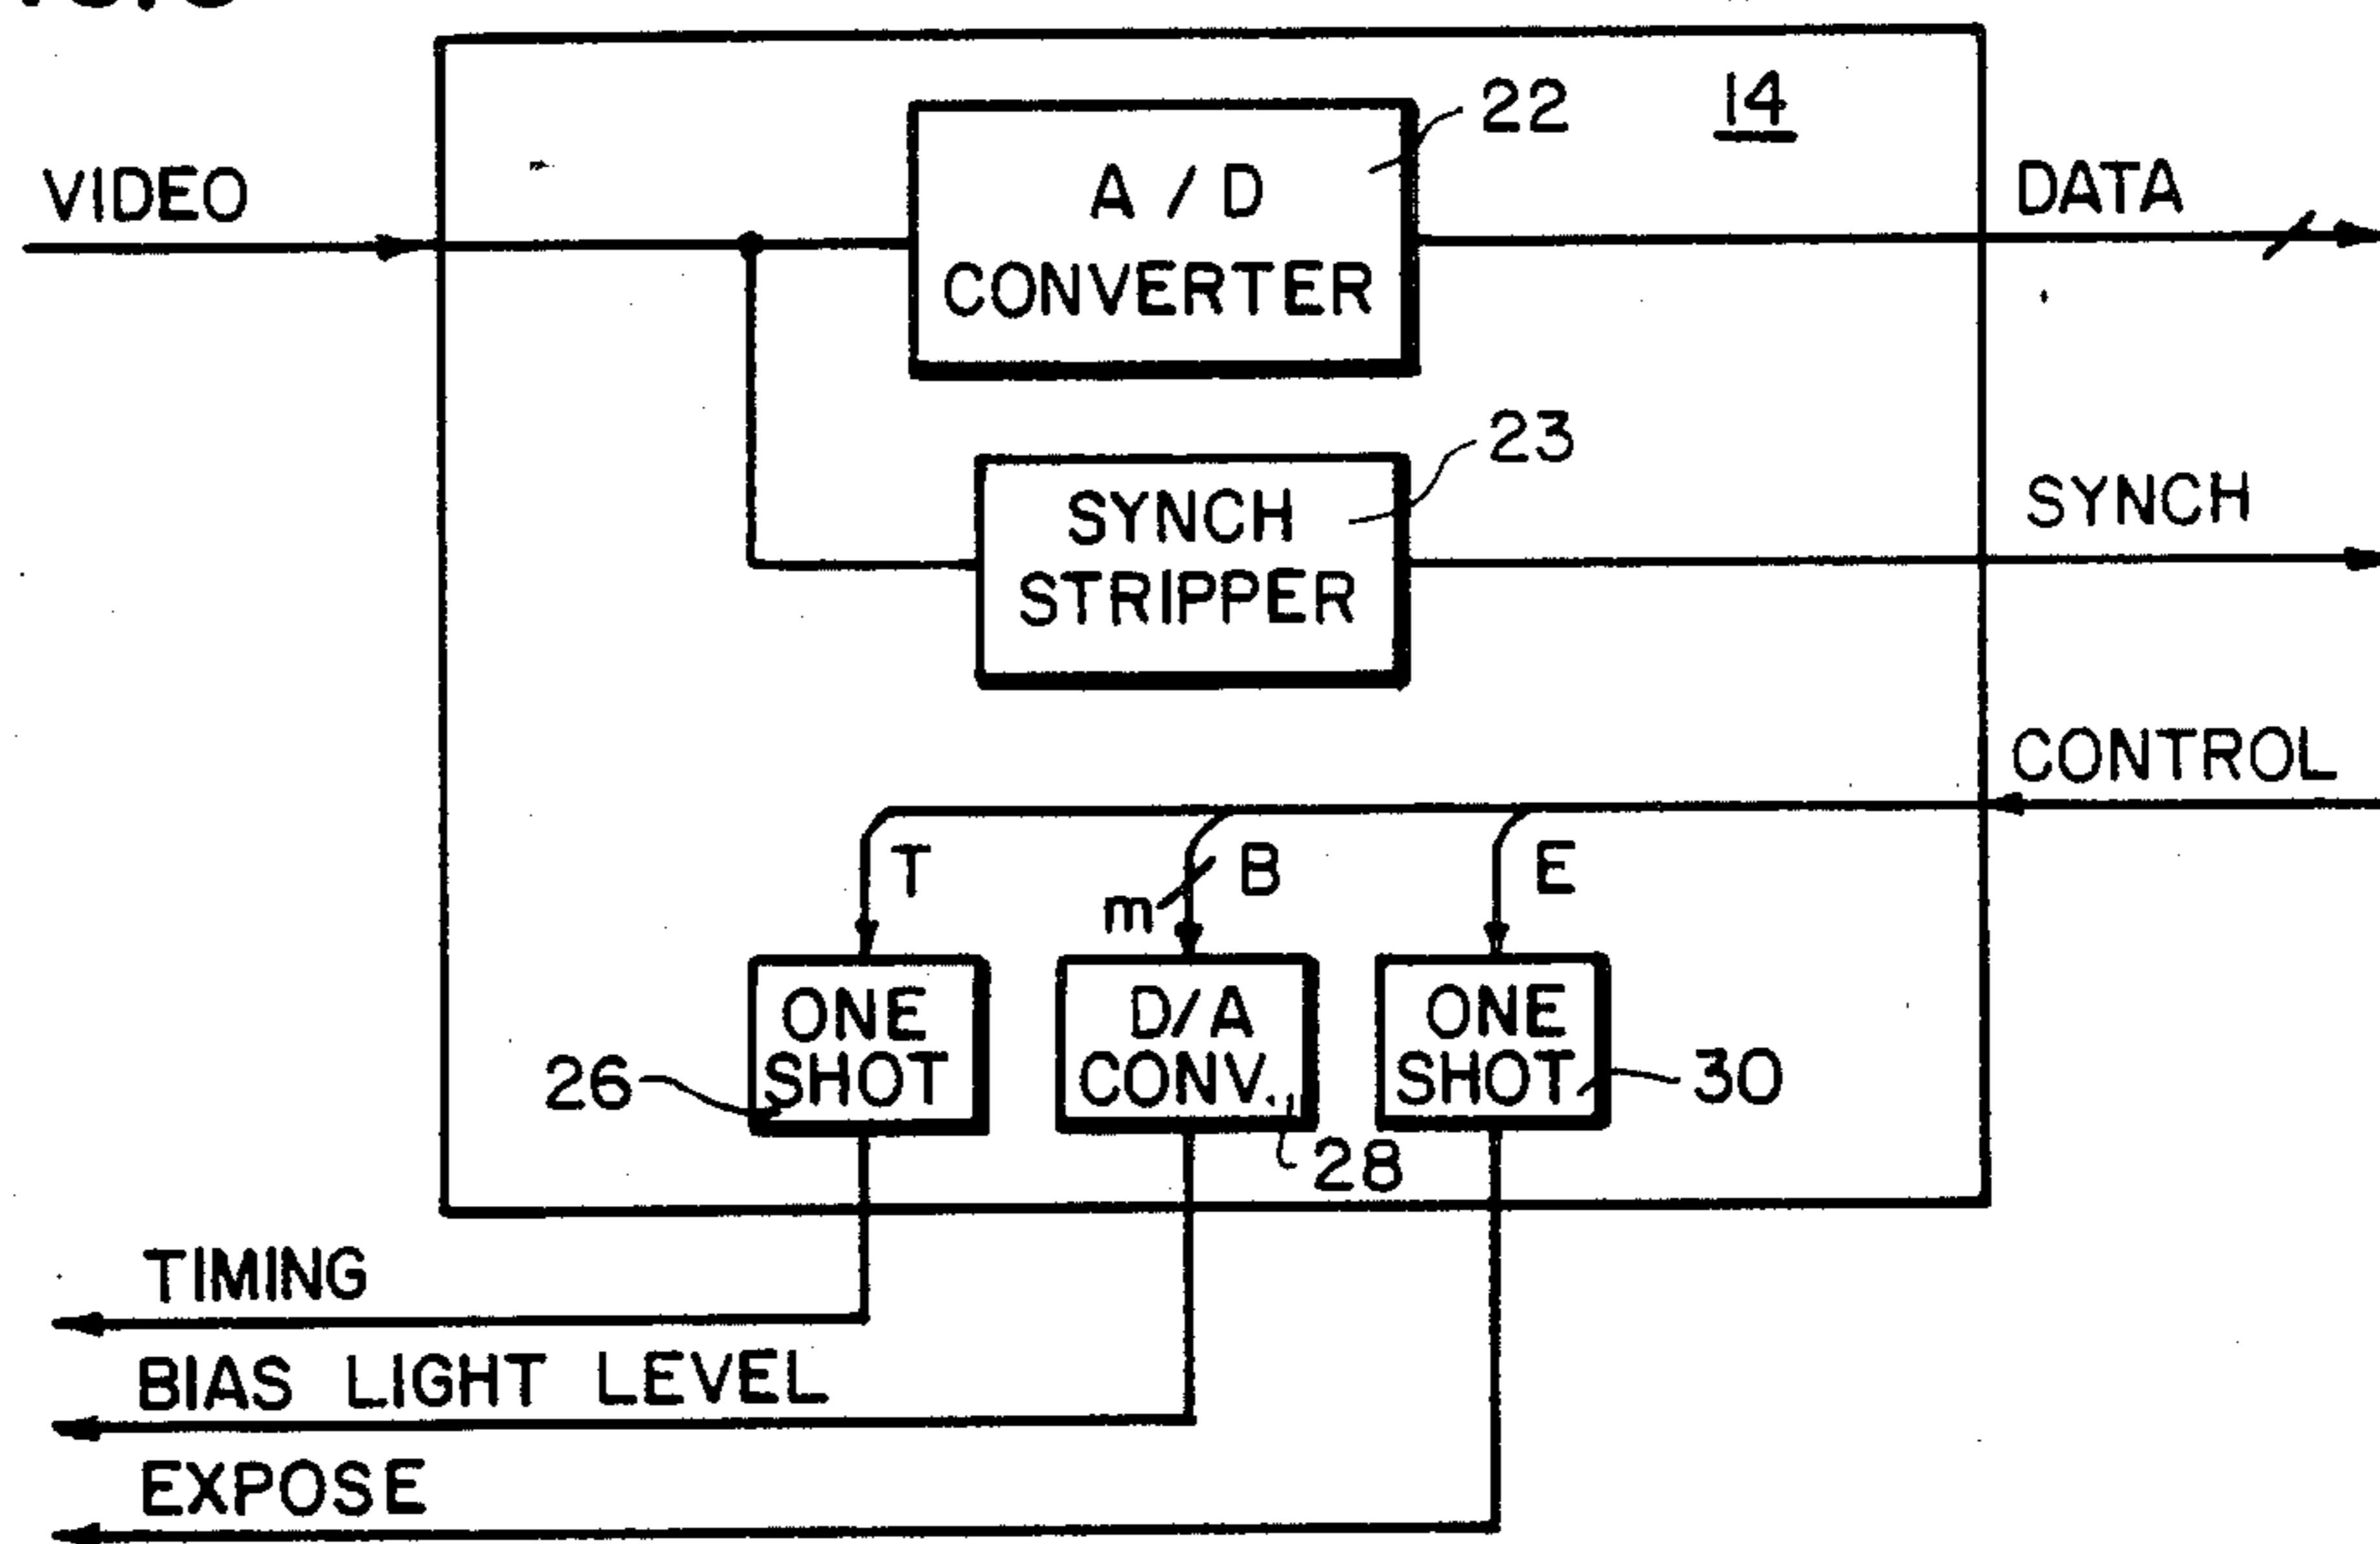 22
14
VIDEO
A / D
CONVERTER
DATA
23
SYNCH
STRIPPER
SYNCH
CONTROL
T
m
B
E
ONE
SHOT
D/A
CONV.
ONE
SHOT
26
28
30
TIMING
BIAS LIGHT LEVEL
EXPOSE